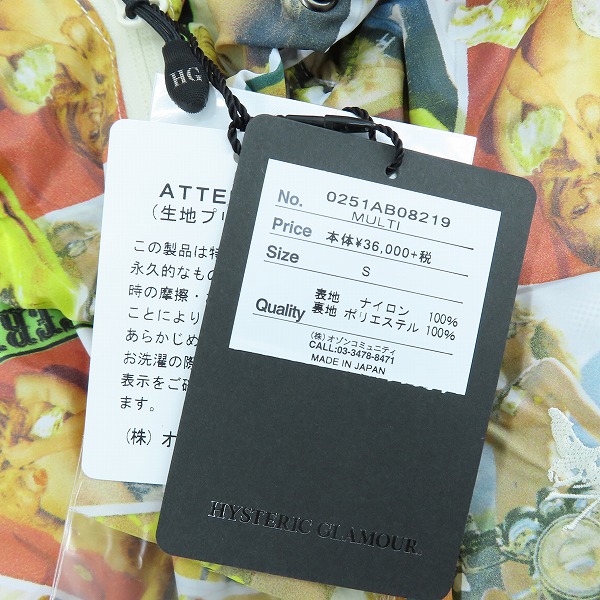 No. 0251AB08219
MULTI
Price 本体¥36,000+税
Size S
Quality 表地 ナイロン 100%
裏地 ポリエステル 100%
(株)オゾンコミュニティ
CALL:03-3478-8471
MADE IN JAPAN
HYSTERIC GLAMOUR
ATTE
(生地プリ
この製品は特
永久的なもの
時の摩擦・
ことにより
あらかじめ
お洗濯の際
表示をご確
ます。
(株)オ